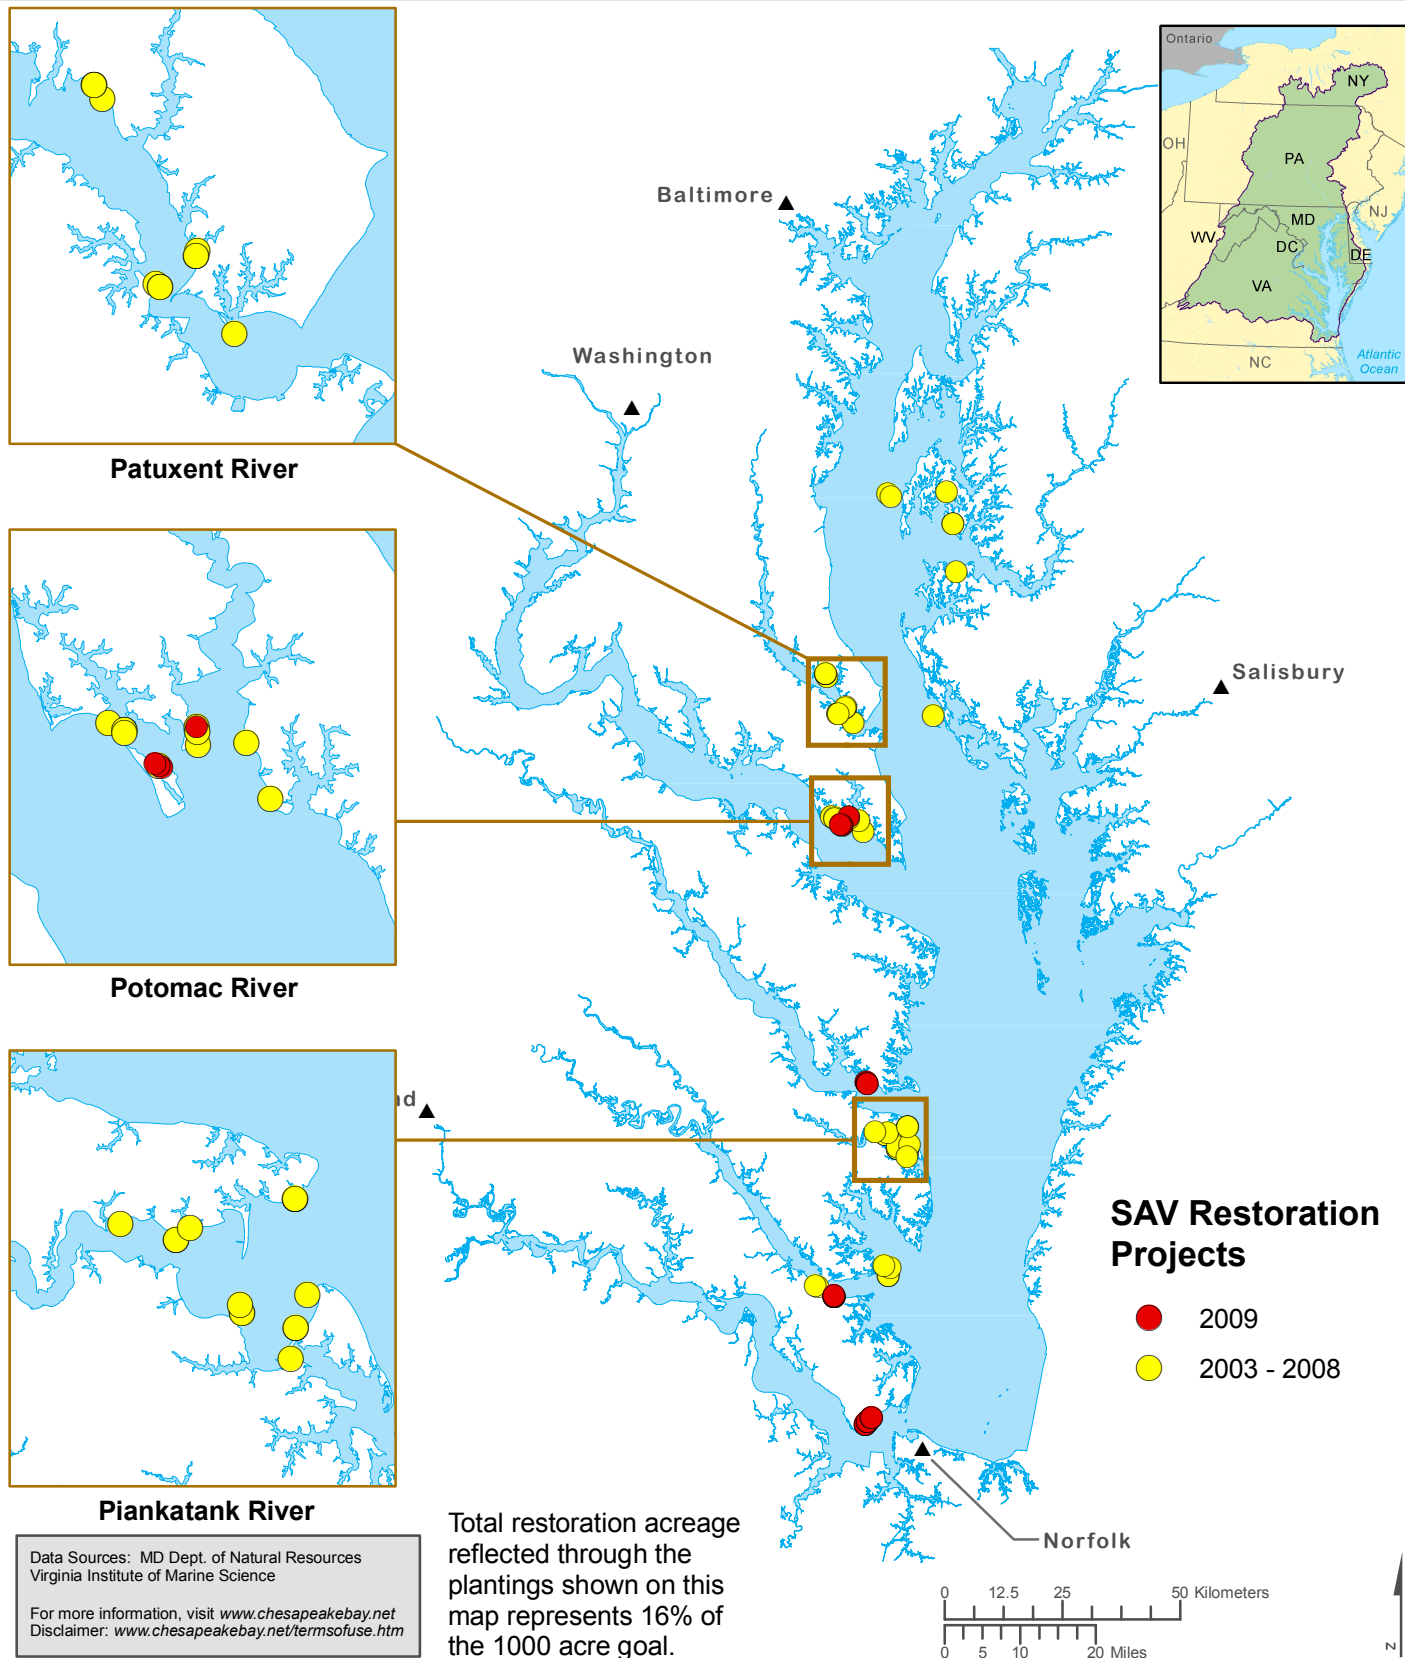 Ontario
NY
OH
PA
NJ
MD
WV
DC
DE
VA
NC
Atlantic
Ocean
Baltimore
Washington
Patuxent River
Salisbury
Potomac River
nd
SAV Restoration
Projects
2009
2003 - 2008
Piankatank River
Norfolk
Data Sources: MD Dept. of Natural Resources
Virginia Institute of Marine Science
For more information, visit www.chesapeakebay.net
Disclaimer: www.chesapeakebay.net/termsofuse.htm
Total restoration acreage
reflected through the
plantings shown on this
map represents 16% of
the 1000 acre goal.
0 12.5 25 50 Kilometers
0 5 10 20 Miles
N